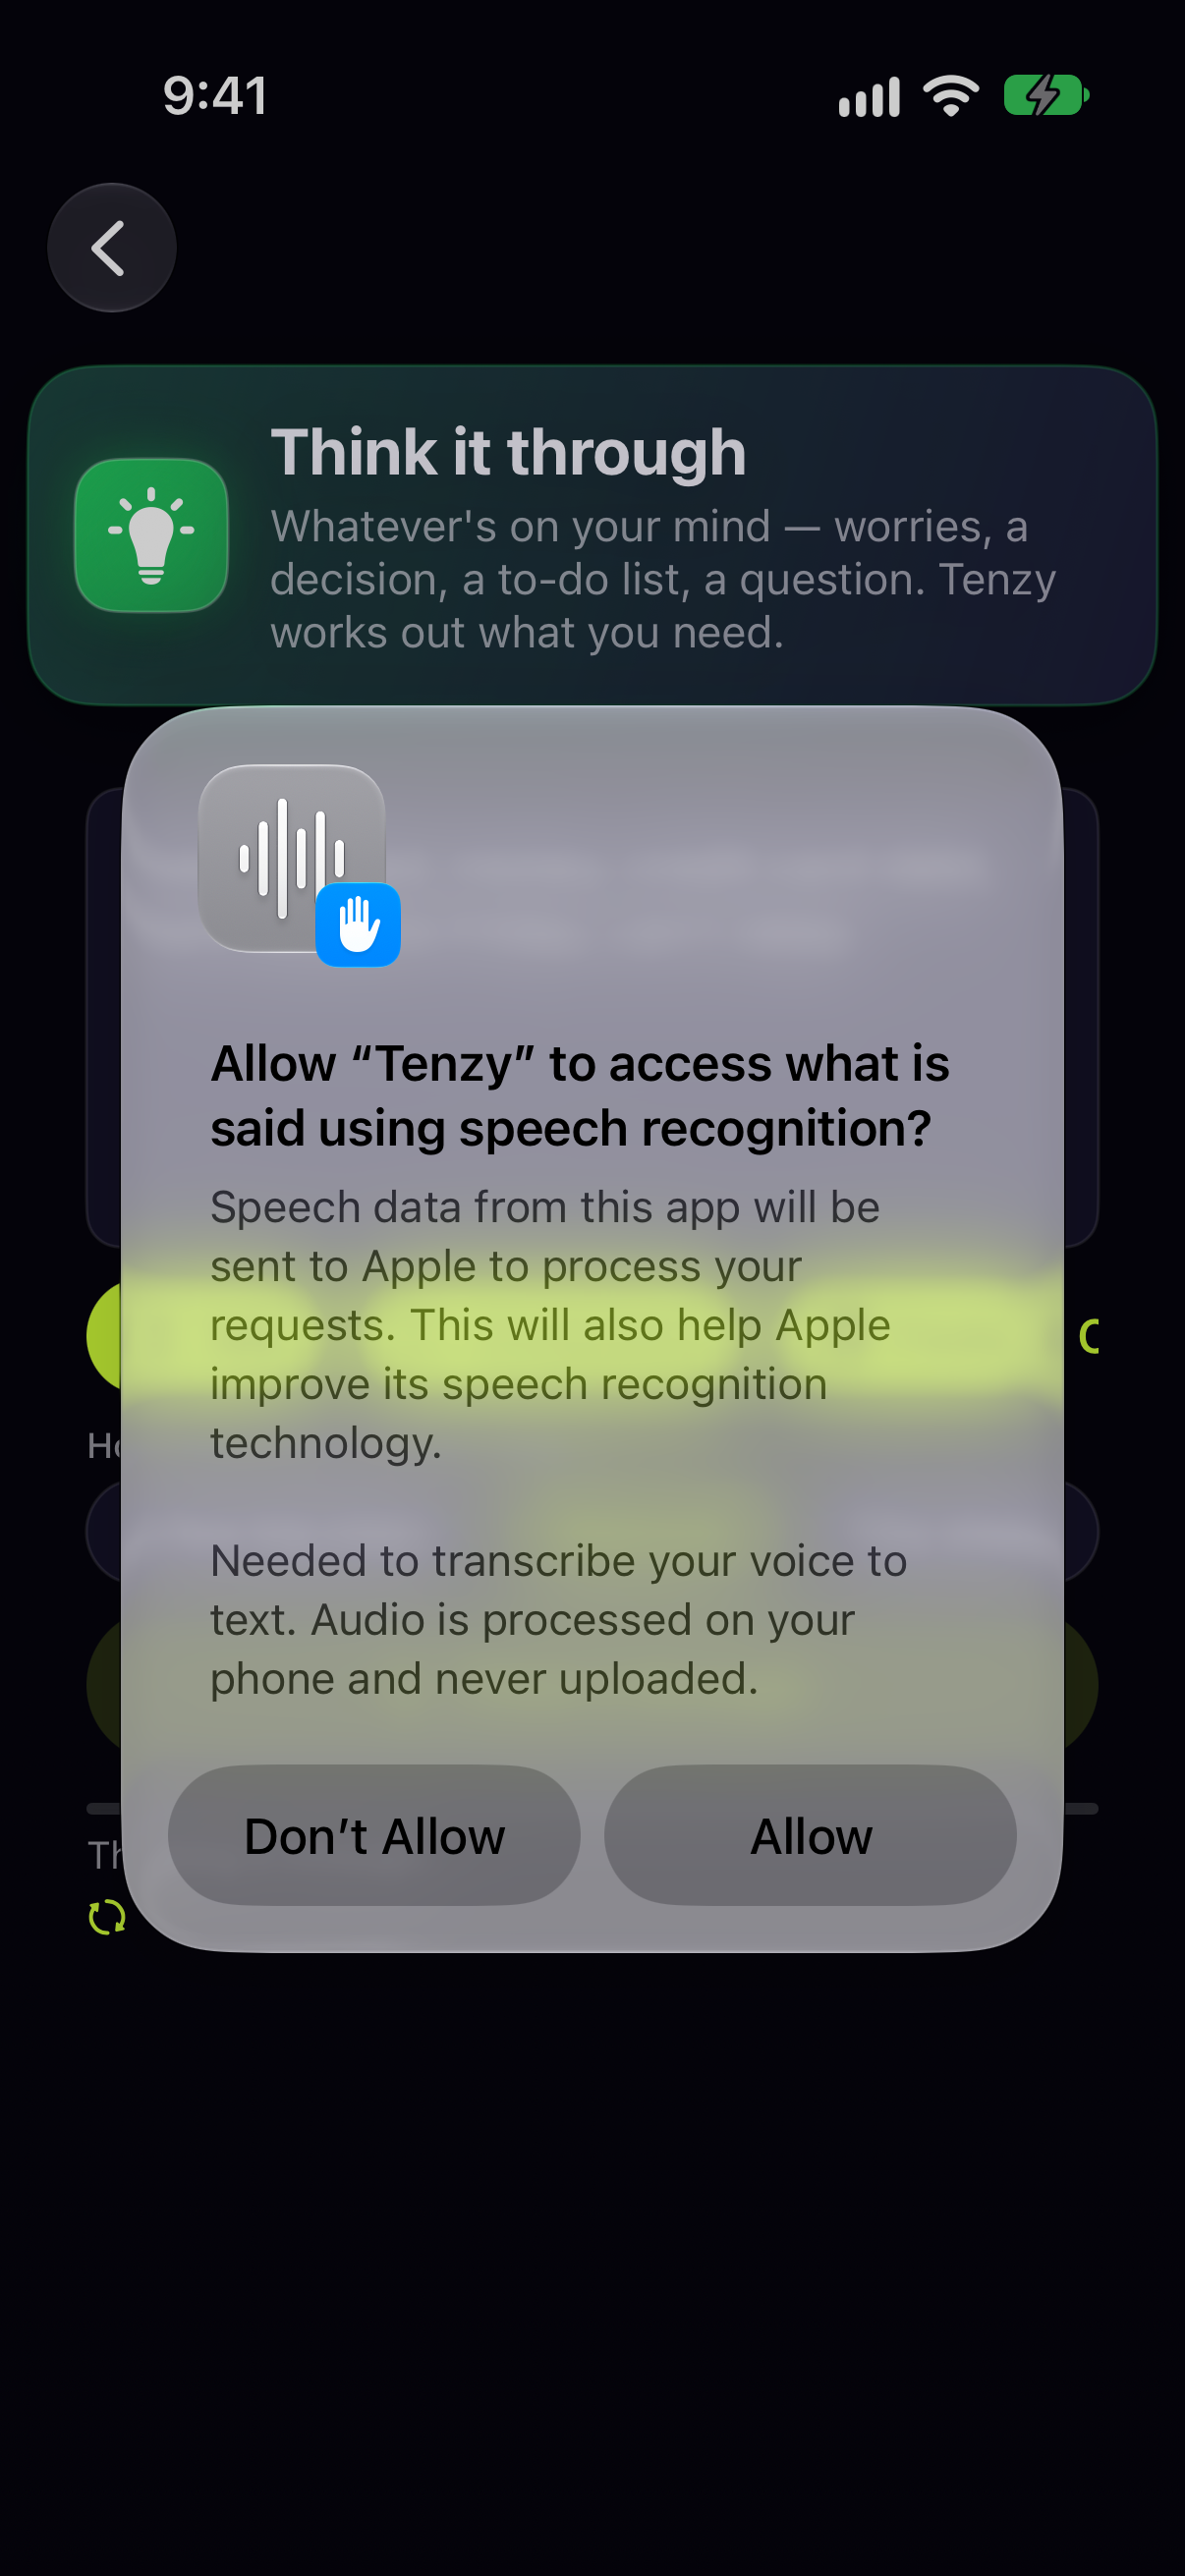 9:41
Think it through
Whatever's on your mind — worries, a
decision, a to-do list, a question. Tenzy
works out what you need.
Allow “Tenzy” to access what is
said using speech recognition?
Speech data from this app will be
sent to Apple to process your
requests. This will also help Apple
improve its speech recognition
technology.
Needed to transcribe your voice to
text. Audio is processed on your
phone and never uploaded.
Don’t Allow
Allow